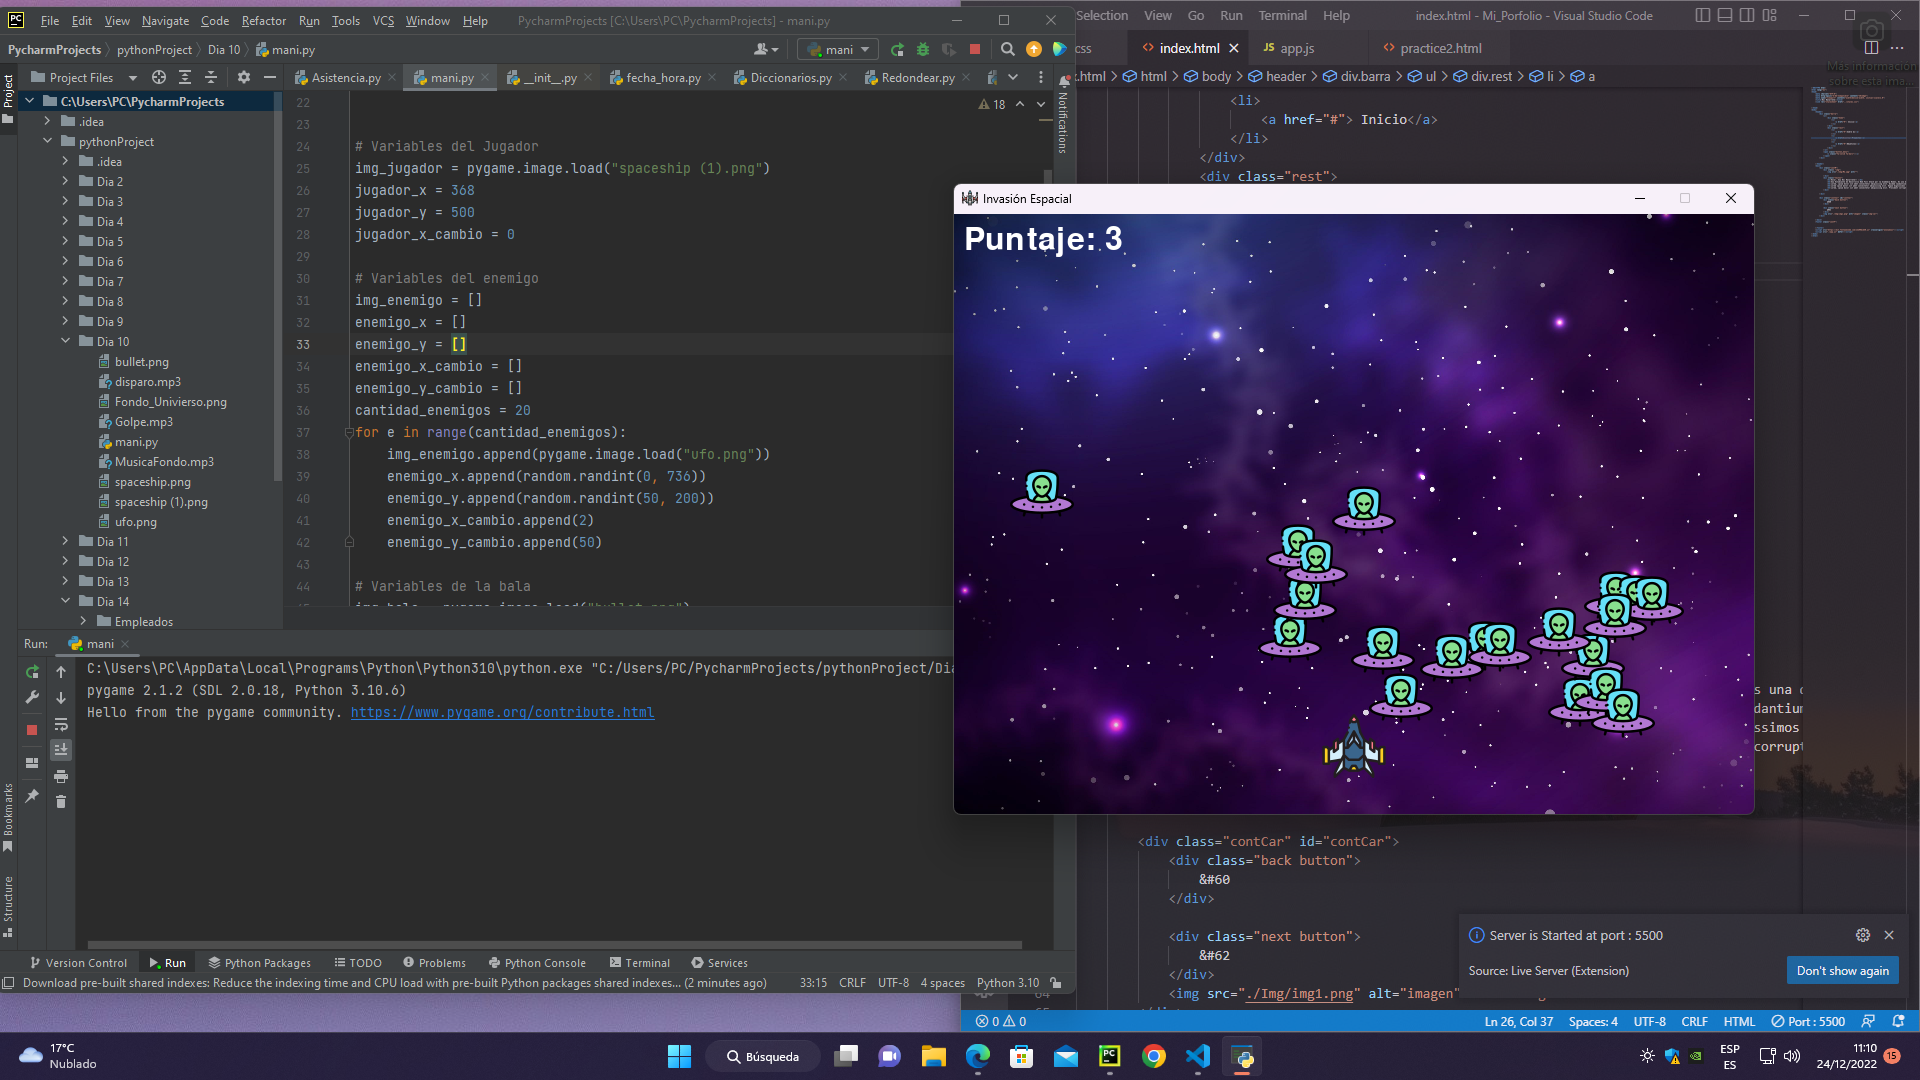 File Edit View Navigate Code Refactor Run Tools VCS Window Help PycharmProjects [C:\Users\PC\PycharmProjects] - mani.py
PycharmProjects pythonProject Dia 10 mani.py
mani
Project Files
Asistencia.py mani.py __init__.py fecha_hora.py Diccionarios.py Redondear.py
Project
Notifications
Bookmarks
Structure
C:\Users\PC\PycharmProjects
.idea
pythonProject
.idea
Dia 2
Dia 3
Dia 4
Dia 5
Dia 6
Dia 7
Dia 8
Dia 9
Dia 10
bullet.png
disparo.mp3
Fondo_Univierso.png
Golpe.mp3
mani.py
MusicaFondo.mp3
spaceship.png
spaceship (1).png
ufo.png
Dia 11
Dia 12
Dia 13
Dia 14
Empleados
18
22
23
24 # Variables del Jugador
25 img_jugador = pygame.image.load("spaceship (1).png")
26 jugador_x = 368
27 jugador_y = 500
28 jugador_x_cambio = 0
29
30 # Variables del enemigo
31 img_enemigo = []
32 enemigo_x = []
33 enemigo_y = []
34 enemigo_x_cambio = []
35 enemigo_y_cambio = []
36 cantidad_enemigos = 20
37 for e in range(cantidad_enemigos):
38 img_enemigo.append(pygame.image.load("ufo.png"))
39 enemigo_x.append(random.randint(0, 736))
40 enemigo_y.append(random.randint(50, 200))
41 enemigo_x_cambio.append(2)
42 enemigo_y_cambio.append(50)
43
44 # Variables de la bala
Run: mani
C:\Users\PC\AppData\Local\Programs\Python\Python310\python.exe "C:/Users/PC/PycharmProjects/pythonProject/Dia
pygame 2.1.2 (SDL 2.0.18, Python 3.10.6)
Hello from the pygame community. https://www.pygame.org/contribute.html
Version Control Run Python Packages TODO Problems Python Console Terminal Services
Download pre-built shared indexes: Reduce the indexing time and CPU load with pre-built Python packages shared indexes... (2 minutes ago) 33:15 CRLF UTF-8 4 spaces Python 3.10
Selection View Go Run Terminal Help index.html - Mi_Porfolio - Visual Studio Code
css index.html app.js practice2.html
.html html body header div.barra ul div.rest li a
Más información
sobre esta ima...
<li>
<a href="#"> Inicio</a>
</li>
</div>
<div class="rest">
Invasión Espacial
Puntaje: 3
s una
dantium
ssimos
corrupt
<div class="contCar" id="contCar">
<div class="back button">
&#60
</div>
<div class="next button">
&#62
</div>
64 <img src="./Img/img1.png" alt="imagen"
Server is Started at port : 5500
Source: Live Server (Extension)
Don't show again
0 0 Ln 26, Col 37 Spaces: 4 UTF-8 CRLF HTML Port : 5500
17°C
Nublado
Búsqueda
ESP
ES
11:10
24/12/2022
15